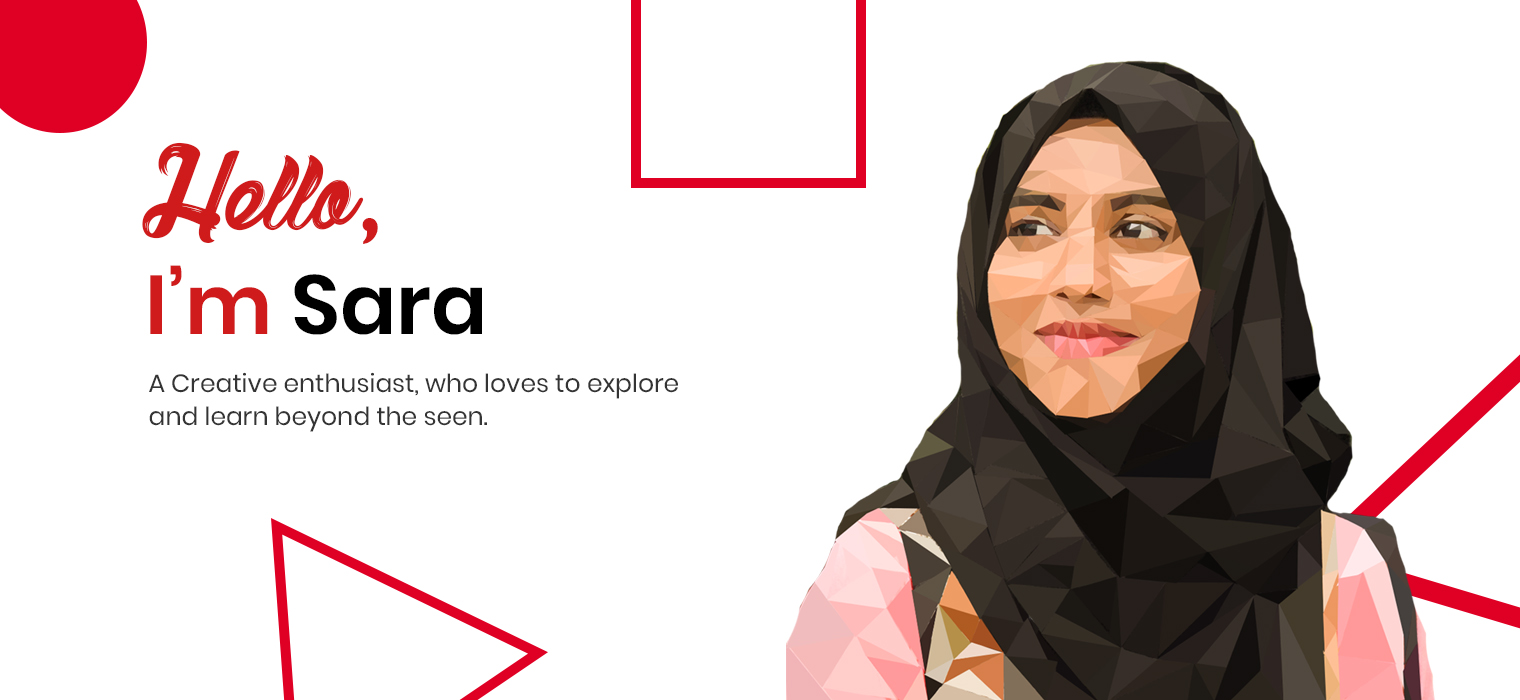 Hello,
I’m Sara
A Creative enthusiast, who loves to explore
and learn beyond the seen.